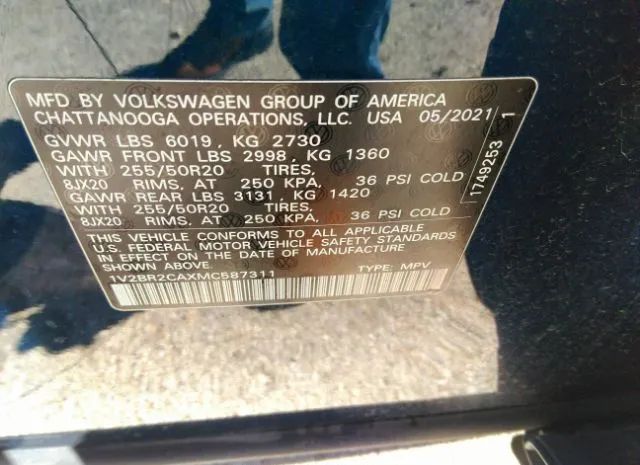 MFD BY VOLKSWAGEN GROUP OF AMERICA
CHATTANOOGA OPERATIONS, LLC. USA 05/2021
GVWR LBS 6019, KG 2730
GAWR FRONT LBS 2998, KG 1360
WITH 255/50R20 TIRES,
8JX20 RIMS, AT 250 KPA, 36 PSI COLD
GAWR REAR LBS 3131, KG 1420
WITH 255/50R20 TIRES,
8JX20 RIMS, AT 250 KPA, 36 PSI COLD
THIS VEHICLE CONFORMS TO ALL APPLICABLE
U.S. FEDERAL MOTOR VEHICLE SAFETY STANDARDS
IN EFFECT ON THE DATE OF MANUFACTURE
SHOWN ABOVE.
1V2BR2CAXMC587311 TYPE: MPV
1749253 1